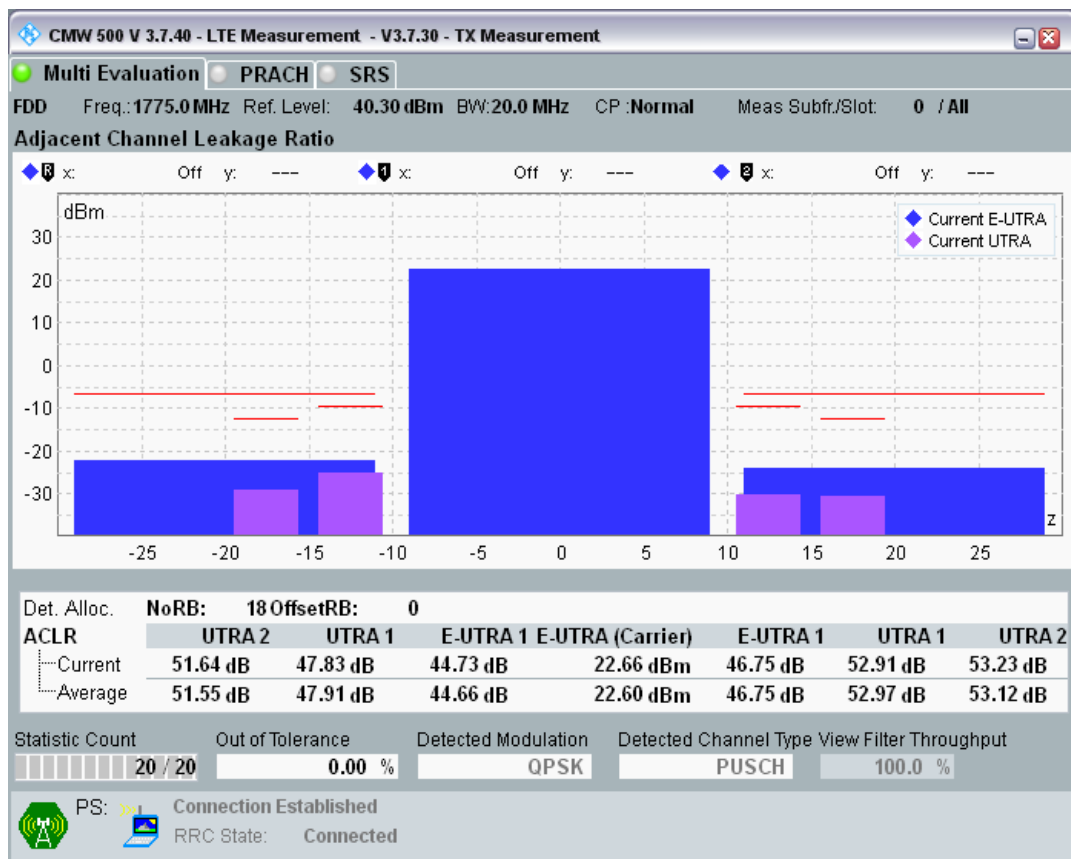 CMW 500 V 3.7.40 - LTE Measurement - V3.7.30 - TX Measurement
Multi Evaluation PRACH SRS
FDD Freq.:1775.0 MHz Ref. Level: 40.30 dBm BW:20.0 MHz CP :Normal Meas Subfr./Slot: 0 / All
Adjacent Channel Leakage Ratio
R x: Off y: --- 1 x: Off y: --- 2 x: Off y: ---
dBm
Current E-UTRA
Current UTRA
30
20
10
0
-10
-20
-30
z
-25 -20 -15 -10 -5 0 5 10 15 20 25
Det. Alloc. NoRB: 18 OffsetRB: 0
ACLR UTRA 2 UTRA 1 E-UTRA 1 E-UTRA (Carrier) E-UTRA 1 UTRA 1 UTRA 2
Current 51.64 dB 47.83 dB 44.73 dB 22.66 dBm 46.75 dB 52.91 dB 53.23 dB
Average 51.55 dB 47.91 dB 44.66 dB 22.60 dBm 46.75 dB 52.97 dB 53.12 dB
Statistic Count Out of Tolerance Detected Modulation Detected Channel Type View Filter Throughput
20 / 20 0.00 % QPSK PUSCH 100.0 %
PS: Connection Established
RRC State: Connected